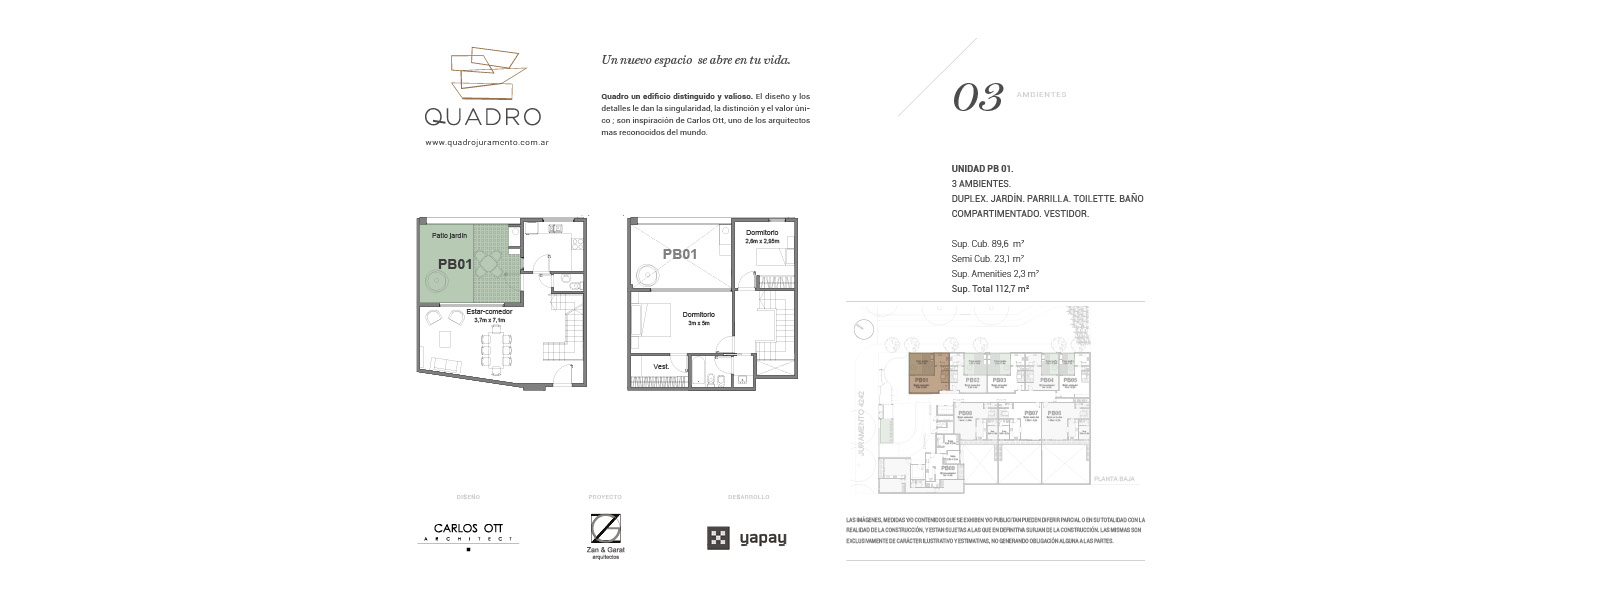 QUADRO
www.quadrojuramento.com.ar
Un nuevo espacio se abre en tu vida.
Quadro un edificio distinguido y valioso. El diseño y los
detalles le dan la singularidad, la distinción y el valor úni-
co ; son inspiración de Carlos Ott, uno de los arquitectos
mas reconocidos del mundo.
03 AMBIENTES
UNIDAD PB 01.
3 AMBIENTES.
DUPLEX. JARDÍN. PARRILLA. TOILETTE. BAÑO
COMPARTIMENTADO. VESTIDOR.
Sup. Cub. 89,6 m²
Semi Cub. 23,1 m²
Sup. Amenities 2,3 m²
Sup. Total 112,7 m²
Patio jardín
PB01
Estar-comedor
3,7m x 7,1m
PB01
Dormitorio
2,6m x 2,95m
Dormitorio
3m x 5m
Vest.
JURAMENTO 4242
PB01
PB02
PB03
PB04
PB05
PB06
PB07
PB08
PLANTA BAJA
DISEÑO
CARLOS OTT
ARCHITECT
PROYECTO
Zan & Garat
arquitectos
DESARROLLO
yapay
LAS IMÁGENES, MEDIDAS Y/O CONTENIDOS QUE SE EXHIBEN Y/O PUBLICITAN PUEDEN DIFERIR PARCIAL O EN SU TOTALIDAD CON LA
REALIDAD DE LA CONSTRUCCIÓN, Y ESTAN SUJETAS A LAS QUE EN DEFINITIVA SURJAN DE LA CONSTRUCCIÓN. LAS MISMAS SON
EXCLUSIVAMENTE DE CARÁCTER ILUSTRATIVO Y ESTIMATIVAS, NO GENERANDO OBLIGACIÓN ALGUNA A LAS PARTES.